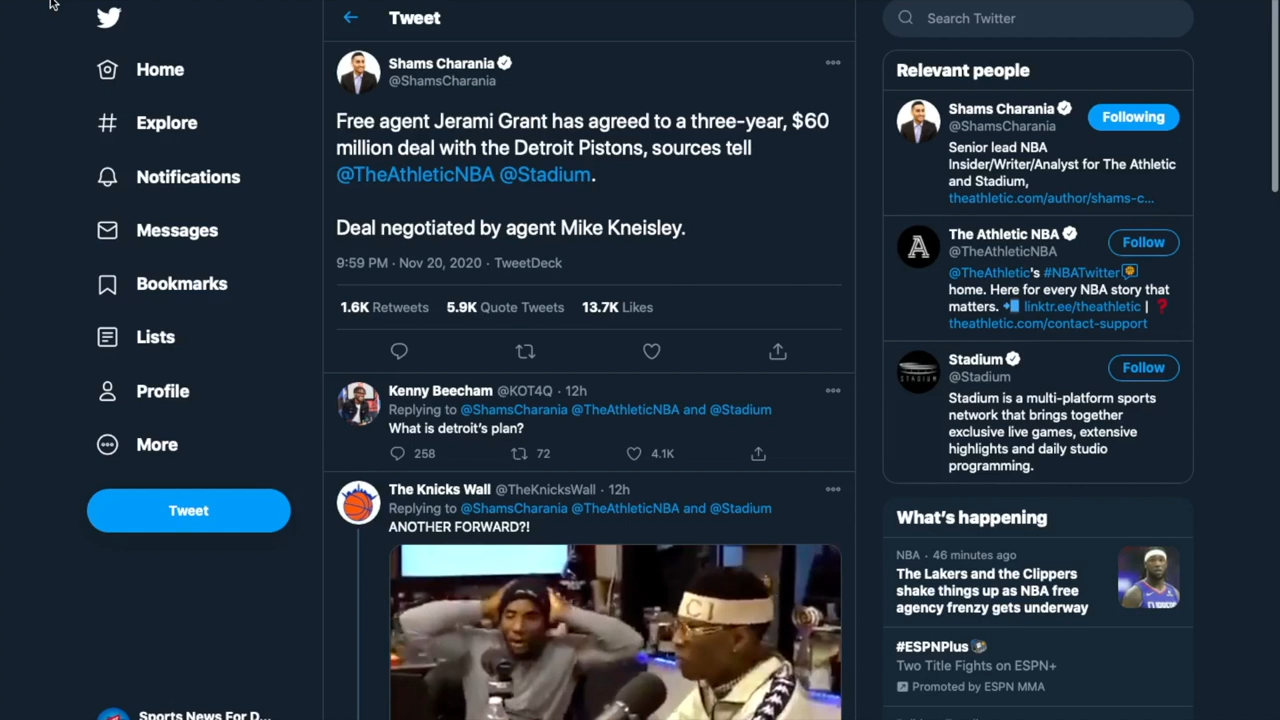 Home
Explore
Notifications
Messages
Bookmarks
Lists
Profile
More
Tweet
Sports News For D...
Tweet
Shams Charania
@ShamsCharania
Free agent Jerami Grant has agreed to a three-year, $60
million deal with the Detroit Pistons, sources tell
@TheAthleticNBA @Stadium.
Deal negotiated by agent Mike Kneisley.
9:59 PM · Nov 20, 2020 · TweetDeck
1.6K Retweets 5.9K Quote Tweets 13.7K Likes
Kenny Beecham @KOT4Q · 12h
Replying to @ShamsCharania @TheAthleticNBA and @Stadium
What is detroit's plan?
258 72 4.1K
The Knicks Wall @TheKnicksWall · 12h
Replying to @ShamsCharania @TheAthleticNBA and @Stadium
ANOTHER FORWARD?!
Search Twitter
Relevant people
Shams Charania
@ShamsCharania
Following
Senior lead NBA
Insider/Writer/Analyst for The Athletic
and Stadium,
theathletic.com/author/shams-c...
The Athletic NBA
@TheAthleticNBA
Follow
@TheAthletic's #NBATwitter
home. Here for every NBA story that
matters. 📲 linktr.ee/theathletic | ❓
theathletic.com/contact-support
Stadium
@Stadium
Follow
Stadium is a multi-platform sports
network that brings together
exclusive live games, extensive
highlights and daily studio
programming.
What's happening
NBA · 46 minutes ago
The Lakers and the Clippers
shake things up as NBA free
agency frenzy gets underway
#ESPNPlus
Two Title Fights on ESPN+
Promoted by ESPN MMA